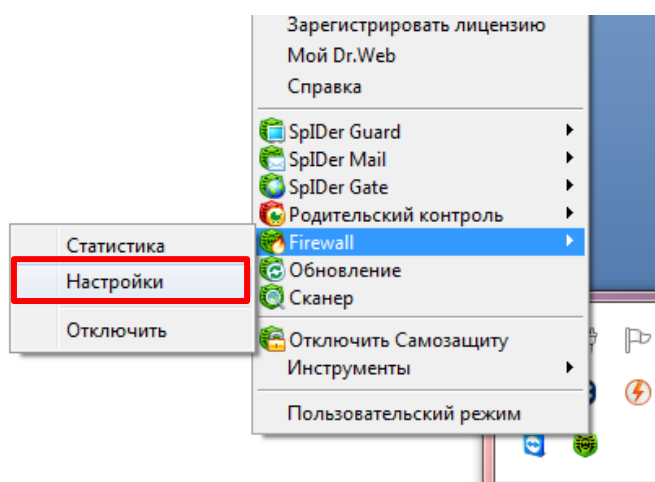 Зарегистрировать лицензию
Мой Dr.Web
Справка
SpIDer Guard
SpIDer Mail
SpIDer Gate
Родительский контроль
Firewall
Обновление
Сканер
Отключить Самозащиту
Инструменты
Пользовательский режим
Статистика
Настройки
Отключить